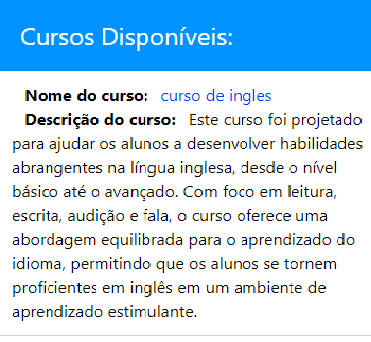 Cursos Disponíveis:
Nome do curso: curso de ingles
Descrição do curso: Este curso foi projetado
para ajudar os alunos a desenvolver habilidades
abrangentes na língua inglesa, desde o nível
básico até o avançado. Com foco em leitura,
escrita, audição e fala, o curso oferece uma
abordagem equilibrada para o aprendizado do
idioma, permitindo que os alunos se tornem
proficientes em inglês em um ambiente de
aprendizado estimulante.